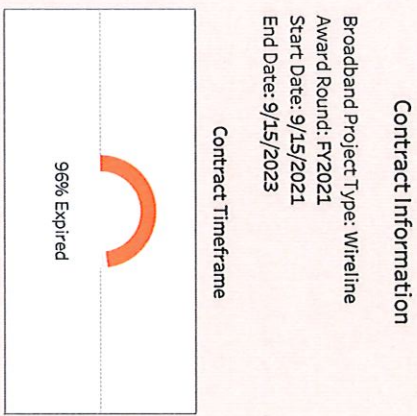 Contract Information
Broadband Project Type: Wireline
Award Round: FY2021
Start Date: 9/15/2021
End Date: 9/15/2023
Contract Timeframe
96% Expired